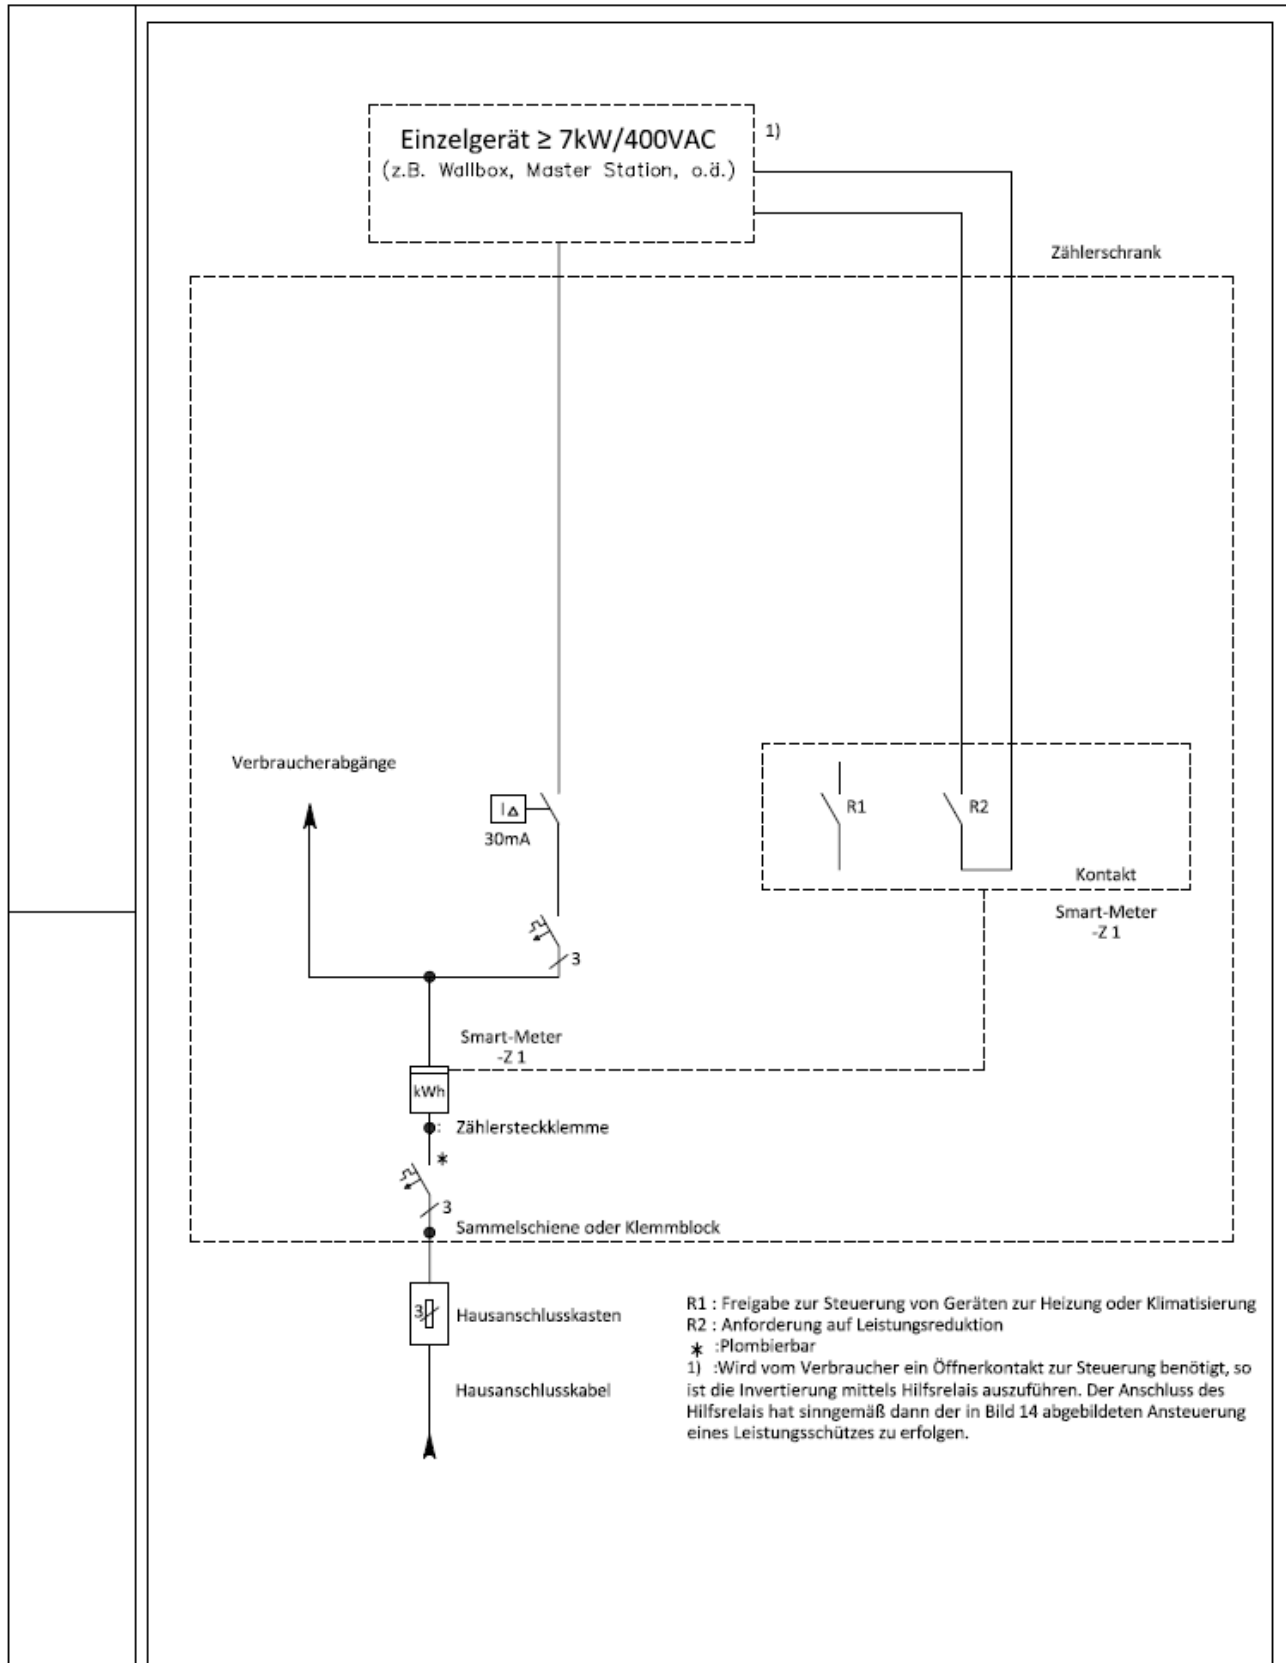 Einzelgerät ≥ 7kW/400VAC
(z.B. Wallbox, Master Station, o.ä.)
1)
Zählerschrank
Verbraucherabgänge
I△
30mA
R1
R2
Kontakt
Smart-Meter
-Z 1
3
Smart-Meter
-Z 1
kWh
: Zählersteckklemme
*
3
Sammelschiene oder Klemmblock
3
Hausanschlusskasten
Hausanschlusskabel
R1 : Freigabe zur Steuerung von Geräten zur Heizung oder Klimatisierung
R2 : Anforderung auf Leistungsreduktion
* :Plombierbar
1) :Wird vom Verbraucher ein Öffnerkontakt zur Steuerung benötigt, so
ist die Invertierung mittels Hilfsrelais auszuführen. Der Anschluss des
Hilfsrelais hat sinngemäß dann der in Bild 14 abgebildeten Ansteuerung
eines Leistungsschützes zu erfolgen.